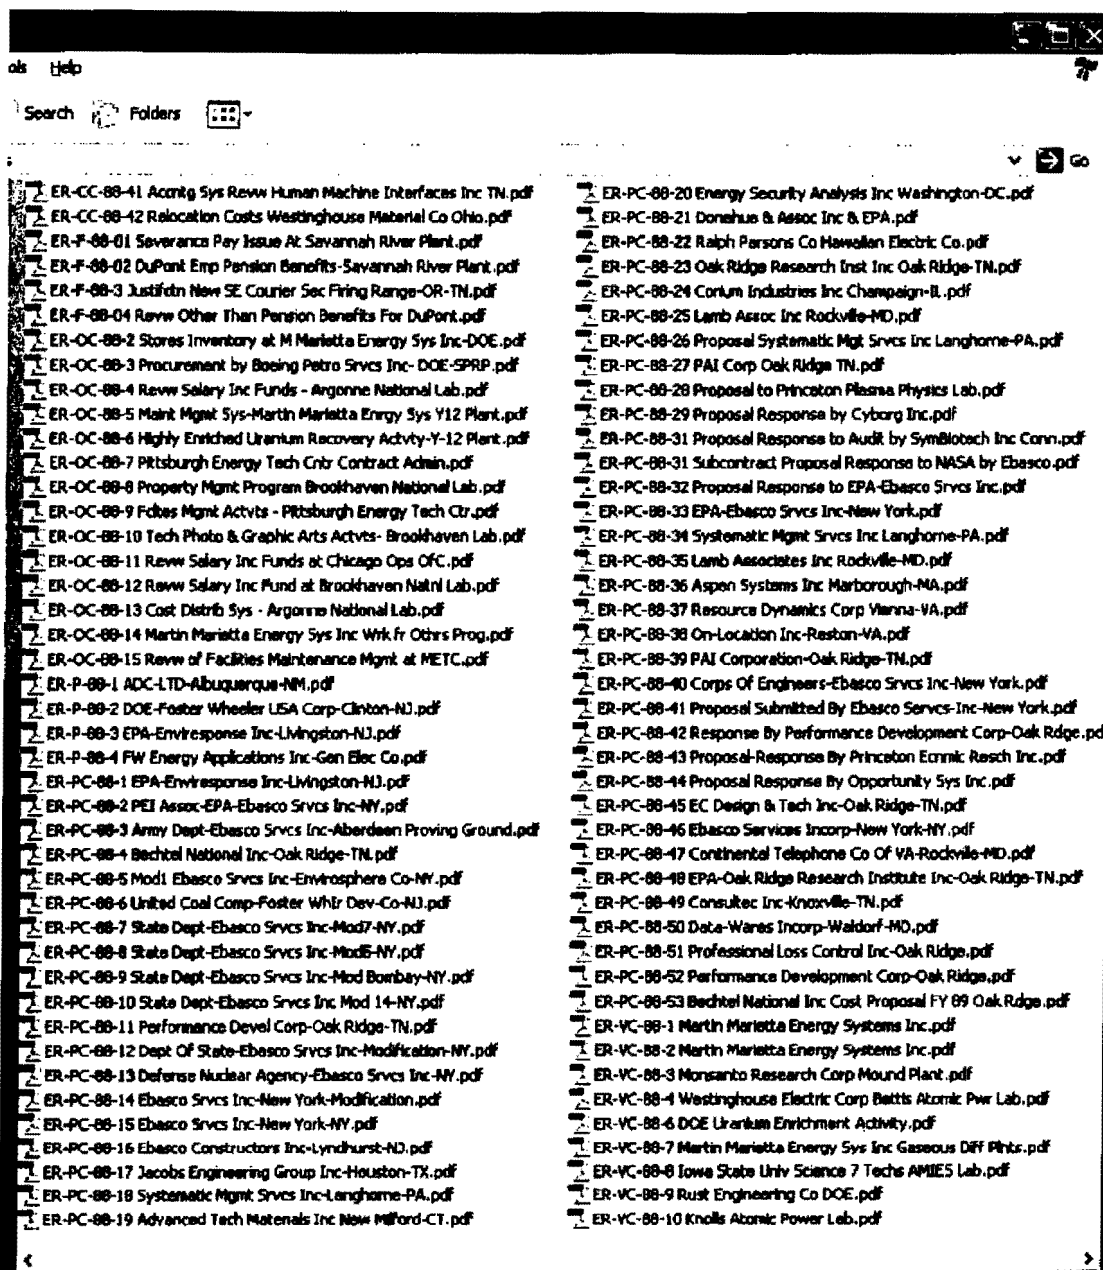 ols Help
Search Folders
Go
ER-CC-88-41 Accntg Sys Revw Human Machine Interfaces Inc TN.pdf
ER-CC-88-42 Relocation Costs Westinghouse Material Co Ohio.pdf
ER-F-88-01 Severance Pay Issue At Savannah River Plant.pdf
ER-F-88-02 DuPont Emp Pension Benefits-Savannah River Plant.pdf
ER-F-88-3 Justifctn New SE Courier Sec Firing Range-OR-TN.pdf
ER-F-88-04 Revw Other Than Pension Benefits For DuPont.pdf
ER-OC-88-2 Stores Inventory at M Marietta Energy Sys Inc-DOE.pdf
ER-OC-88-3 Procurement by Boeing Petro Srvcs Inc- DOE-SPRP.pdf
ER-OC-88-4 Revw Salary Inc Funds - Argonne National Lab.pdf
ER-OC-88-5 Maint Mgmt Sys-Martin Marietta Enrgy Sys Y12 Plant.pdf
ER-OC-88-6 Highly Enriched Uranium Recovery Actvty-Y-12 Plant.pdf
ER-OC-88-7 Pittsburgh Energy Tech Cntr Contract Admin.pdf
ER-OC-88-8 Property Mgmt Program Brookhaven National Lab.pdf
ER-OC-88-9 Fclties Mgmt Actvts - Pittsburgh Energy Tech Ctr.pdf
ER-OC-88-10 Tech Photo & Graphic Arts Actvts- Brookhaven Lab.pdf
ER-OC-88-11 Revw Salary Inc Funds at Chicago Ops OfC.pdf
ER-OC-88-12 Revw Salary Inc Fund at Brookhaven Natnl Lab.pdf
ER-OC-88-13 Cost Distrib Sys - Argonne National Lab.pdf
ER-OC-88-14 Martin Marietta Energy Sys Inc Wrk fr Othrs Prog.pdf
ER-OC-88-15 Revw of Facilities Maintenance Mgmt at METC.pdf
ER-P-88-1 ADC-LTD-Albuquerque-NM.pdf
ER-P-88-2 DOE-Foster Wheeler USA Corp-Clinton-NJ.pdf
ER-P-88-3 EPA-Enviresponse Inc-Livingston-NJ.pdf
ER-P-88-4 FW Energy Applications Inc-Gen Elec Co.pdf
ER-PC-88-1 EPA-Enviresponse Inc-Livingston-NJ.pdf
ER-PC-88-2 PEI Assoc-EPA-Ebasco Srvcs Inc-NY.pdf
ER-PC-88-3 Army Dept-Ebasco Srvcs Inc-Aberdeen Proving Ground.pdf
ER-PC-88-4 Bechtel National Inc-Oak Ridge-TN.pdf
ER-PC-88-5 Mod1 Ebasco Srvcs Inc-Envirosphere Co-NY.pdf
ER-PC-88-6 United Coal Comp-Foster Whlr Dev-Co-NJ.pdf
ER-PC-88-7 State Dept-Ebasco Srvcs Inc-Mod7-NY.pdf
ER-PC-88-8 State Dept-Ebasco Srvcs Inc-Mod5-NY.pdf
ER-PC-88-9 State Dept-Ebasco Srvcs Inc-Mod Bombay-NY.pdf
ER-PC-88-10 State Dept-Ebasco Srvcs Inc Mod 14-NY.pdf
ER-PC-88-11 Performance Devel Corp-Oak Ridge-TN.pdf
ER-PC-88-12 Dept Of State-Ebasco Srvcs Inc-Modification-NY.pdf
ER-PC-88-13 Defense Nuclear Agency-Ebasco Srvcs Inc-NY.pdf
ER-PC-88-14 Ebasco Srvcs Inc-New York-Modification.pdf
ER-PC-88-15 Ebasco Srvcs Inc-New York-NY.pdf
ER-PC-88-16 Ebasco Constructors Inc-Lyndhurst-NJ.pdf
ER-PC-88-17 Jacobs Engineering Group Inc-Houston-TX.pdf
ER-PC-88-18 Systematic Mgmt Srvcs Inc-Langhorne-PA.pdf
ER-PC-88-19 Advanced Tech Materials Inc New Milford-CT.pdf
ER-PC-88-20 Energy Security Analysis Inc Washington-DC.pdf
ER-PC-88-21 Donohue & Assoc Inc & EPA.pdf
ER-PC-88-22 Ralph Parsons Co Hawaiian Electric Co.pdf
ER-PC-88-23 Oak Ridge Research Inst Inc Oak Ridge-TN.pdf
ER-PC-88-24 Conium Industries Inc Champaign-IL.pdf
ER-PC-88-25 Lamb Assoc Inc Rockville-MD.pdf
ER-PC-88-26 Proposal Systematic Mgt Srvcs Inc Langhorne-PA.pdf
ER-PC-88-27 PAI Corp Oak Ridge TN.pdf
ER-PC-88-28 Proposal to Princeton Plasma Physics Lab.pdf
ER-PC-88-29 Proposal Response by Cyborg Inc.pdf
ER-PC-88-31 Proposal Response to Audit by SymBiotech Inc Conn.pdf
ER-PC-88-31 Subcontract Proposal Response to NASA by Ebasco.pdf
ER-PC-88-32 Proposal Response to EPA-Ebasco Srvcs Inc.pdf
ER-PC-88-33 EPA-Ebasco Srvcs Inc-New York.pdf
ER-PC-88-34 Systematic Mgmt Srvcs Inc Langhorne-PA.pdf
ER-PC-88-35 Lamb Associates Inc Rockville-MD.pdf
ER-PC-88-36 Aspen Systems Inc Marborough-MA.pdf
ER-PC-88-37 Resource Dynamics Corp Vienna-VA.pdf
ER-PC-88-38 On-Location Inc-Reston-VA.pdf
ER-PC-88-39 PAI Corporation-Oak Ridge-TN.pdf
ER-PC-88-40 Corps Of Engineers-Ebasco Srvcs Inc-New York.pdf
ER-PC-88-41 Proposal Submitted By Ebasco Servcs-Inc-New York.pdf
ER-PC-88-42 Response By Performance Development Corp-Oak Rdge.pd
ER-PC-88-43 Proposal-Response By Princeton Ecnmic Resch Inc.pdf
ER-PC-88-44 Proposal Response By Opportunity Sys Inc.pdf
ER-PC-88-45 EC Design & Tech Inc-Oak Ridge-TN.pdf
ER-PC-88-46 Ebasco Services Incorp-New York-NY.pdf
ER-PC-88-47 Continental Telephone Co Of VA-Rockville-MD.pdf
ER-PC-88-48 EPA-Oak Ridge Research Institute Inc-Oak Ridge-TN.pdf
ER-PC-88-49 Consultec Inc-Knoxville-TN.pdf
ER-PC-88-50 Data-Wares Incorp-Waldorf-MD.pdf
ER-PC-88-51 Professional Loss Control Inc-Oak Ridge.pdf
ER-PC-88-52 Performance Development Corp-Oak Ridge.pdf
ER-PC-88-53 Bechtel National Inc Cost Proposal FY 89 Oak Rdge.pdf
ER-VC-88-1 Martin Marietta Energy Systems Inc.pdf
ER-VC-88-2 Martin Marietta Energy Systems Inc.pdf
ER-VC-88-3 Monsanto Research Corp Mound Plant.pdf
ER-VC-88-4 Westinghouse Electric Corp Bettis Atomic Pwr Lab.pdf
ER-VC-88-6 DOE Uranium Enrichment Activity.pdf
ER-VC-88-7 Martin Marietta Energy Sys Inc Gaseous Diff Plnts.pdf
ER-VC-88-8 Iowa State Univ Science 7 Techs AMIES Lab.pdf
ER-VC-88-9 Rust Engineering Co DOE.pdf
ER-VC-88-10 Knolls Atomic Power Lab.pdf